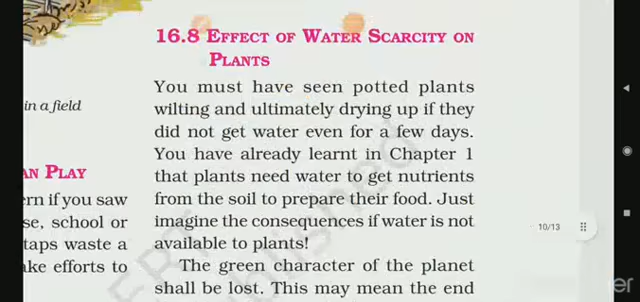 in a field
AN PLAY
ern if you saw
se, school or
taps waste a
ake efforts to
16.8 EFFECT OF WATER SCARCITY ON
PLANTS
You must have seen potted plants
wilting and ultimately drying up if they
did not get water even for a few days.
You have already learnt in Chapter 1
that plants need water to get nutrients
from the soil to prepare their food. Just
imagine the consequences if water is not
available to plants!
The green character of the planet
shall be lost. This may mean the end
10/13